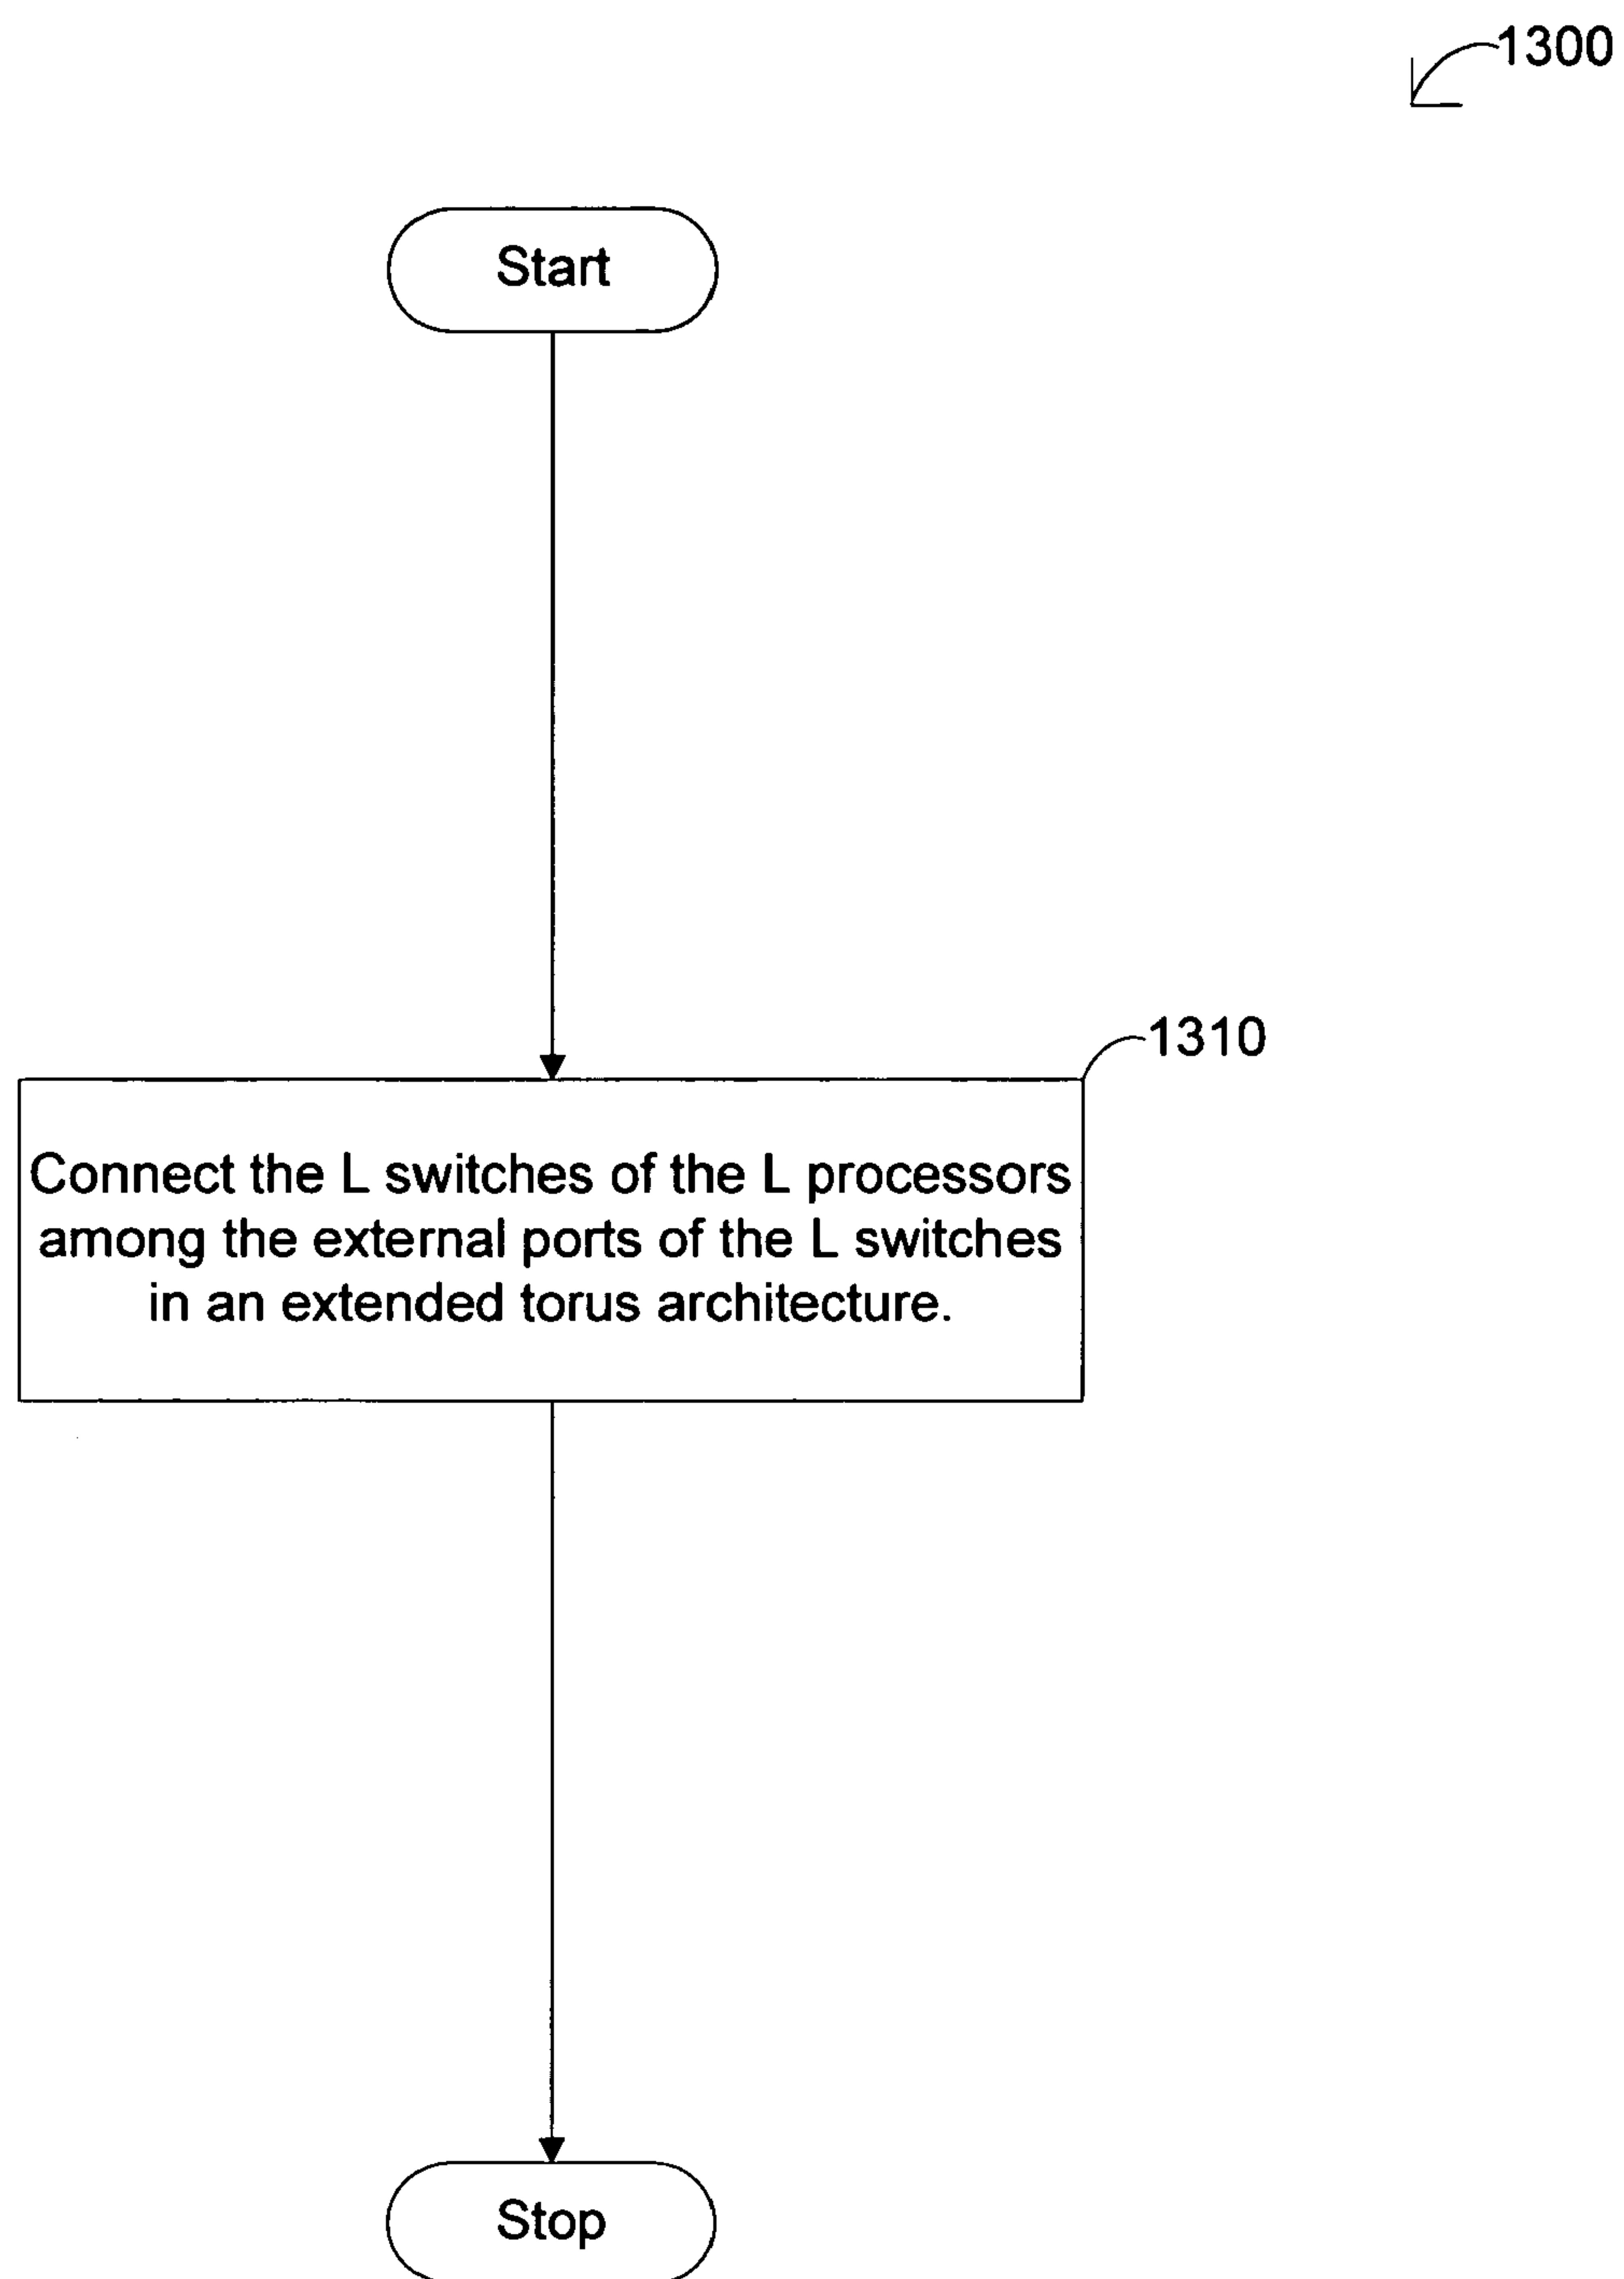 1300
Start
1310
Connect the L switches of the L processors
among the external ports of the L switches
in an extended torus architecture.
Stop